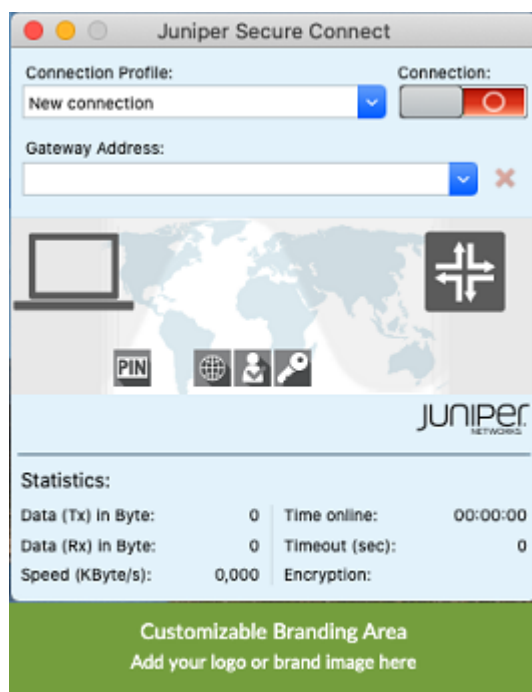 Juniper Secure Connect
Connection Profile: Connection:
New connection
Gateway Address:
PIN
JUNIPER
NETWORKS
Statistics:
Data (Tx) in Byte: 0 Time online: 00:00:00
Data (Rx) in Byte: 0 Timeout (sec): 0
Speed (KByte/s): 0,000 Encryption:
Customizable Branding Area
Add your logo or brand image here